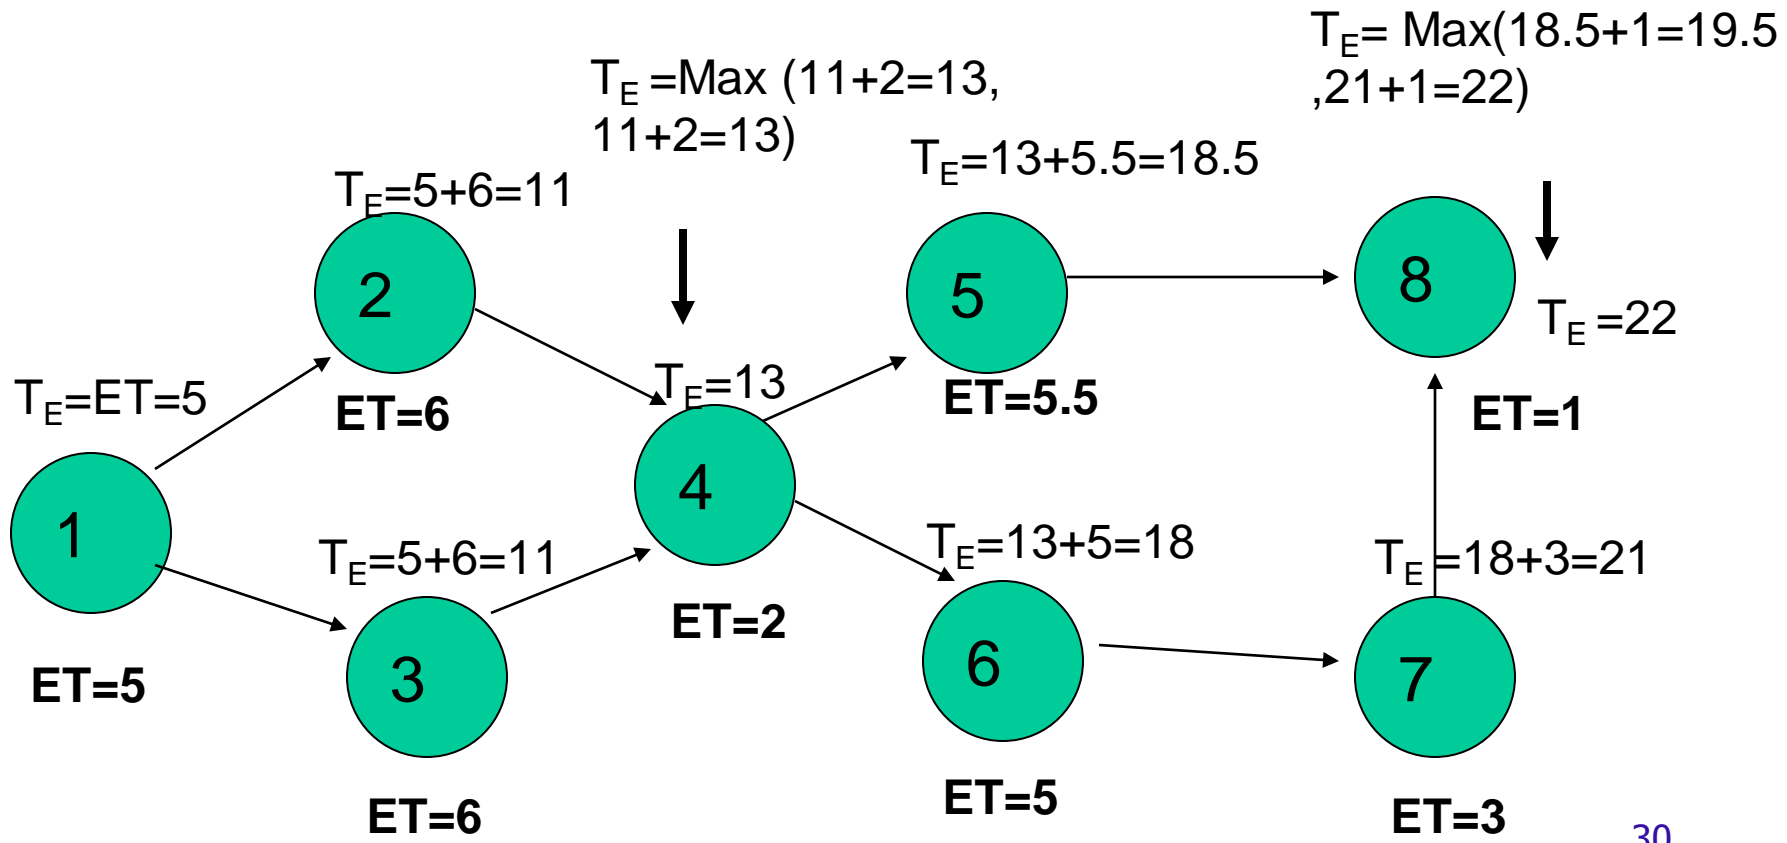 TE= Max(18.5+1=19.5
,21+1=22)
TE =Max (11+2=13,
11+2=13)
TE=13+5.5=18.5
TE=5+6=11
2
5
8
TE =22
TE=ET=5
ET=6
TE=13
ET=5.5
ET=1
1
4
TE=5+6=11
TE=13+5=18
TE =18+3=21
ET=2
ET=5
3
6
7
ET=6
ET=5
ET=3
30